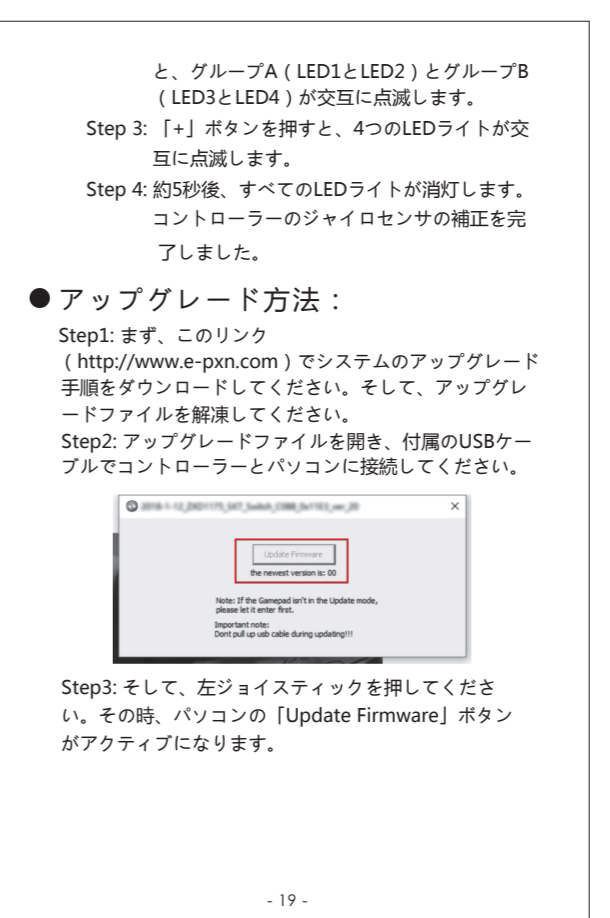 と、グループA（LED1とLED2）とグループB
（LED3とLED4）が交互に点滅します。
Step 3: 「+」ボタンを押すと、4つのLEDライトが交
互に点滅します。
Step 4: 約5秒後、すべてのLEDライトが消灯します。
コントローラーのジャイロセンサの補正を完
了しました。
●アップグレード方法：
Step1: まず、このリンク
（http://www.e-pxn.com）でシステムのアップグレード
手順をダウンロードしてください。そして、アップグレ
ードファイルを解凍してください。
Step2: アップグレードファイルを開き、付属のUSBケー
ブルでコントローラーとパソコンに接続してください。
Update Firmware
the newest version is: 00
Note: If the Gamepad isn't in the Update mode,
please let it enter first.
Important note:
Dont pull up usb cable during updating!!!
Step3: そして、左ジョイスティックを押してくださ
い。その時、パソコンの「Update Firmware」ボタン
がアクティブになります。
- 19 -